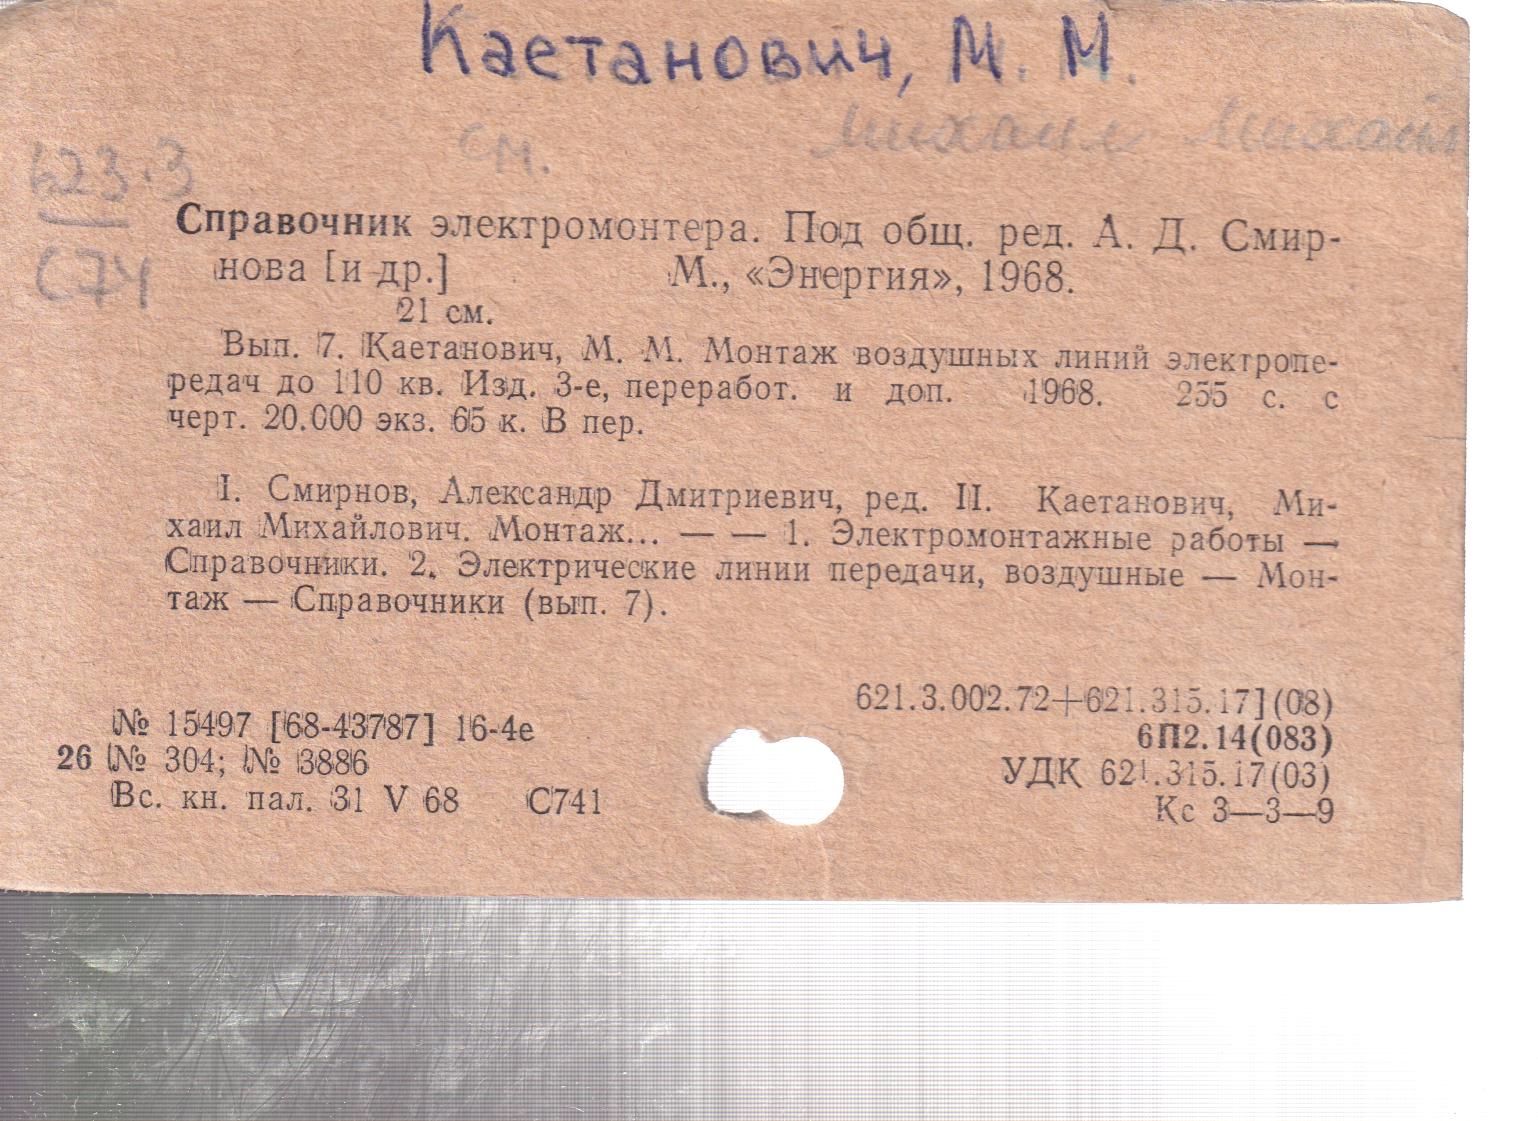 Каетанович, М. М.
см. Михаил Михайл
623.3
С74
Справочник электромонтера. Под общ. ред. А. Д. Смир-
нова [и др.] М., «Энергия», 1968.
21 см.
Вып. 7. Каетанович, М. М. Монтаж воздушных линий электропе-
редач до 110 кв. Изд. 3-е, переработ. и доп. 1968. 255 с. с
черт. 20.000 экз. 65 к. В пер.
I. Смирнов, Александр Дмитриевич, ред. II. Каетанович, Ми-
хаил Михайлович. Монтаж... — — 1. Электромонтажные работы —
Справочники. 2. Электрические линии передачи, воздушные — Мон-
таж — Справочники (вып. 7).
621.3.002.72+621.315.17](08)
№ 15497 [68-43787] 16-4е
6П2.14(083)
26 № 304; № 3886
УДК 621.315.17(03)
Вс. кн. пал. 31 V 68 С741
Кс 3—3—9